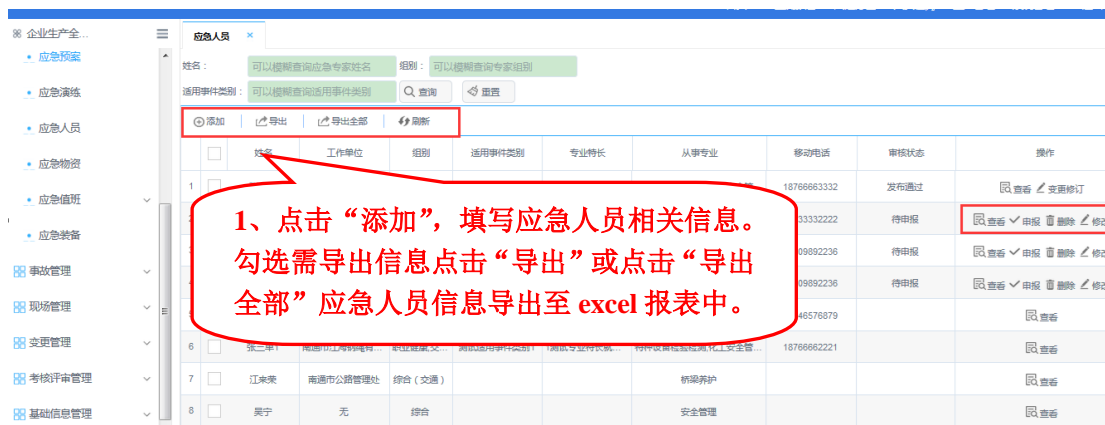 企业生产全...
应急人员 ×
应急预案
应急演练
应急人员
应急物资
应急值班
应急装备
事故管理
现场管理
变更管理
考核评审管理
基础信息管理
姓名： 可以模糊查询应急专家姓名 组别： 可以模糊查询专家组别
适用事件类别： 可以模糊查询适用事件类别 查询 重置
添加 导出 导出全部 刷新
姓名 工作单位 组别 适用事件类别 专业特长 从事专业 移动电话 审核状态 操作
1 18766663332 发布通过 查看 变更修订
33332222 待申报 查看 申报 删除 修改
09892236 待申报 查看 申报 删除 修改
09892236 待申报 查看 申报 删除 修改
46576879 查看
6 18766662221 查看
7 江来荣 南通市公路管理处 综合（交通） 桥梁养护 查看
8 吴宁 无 综合 安全管理 查看
1、点击“添加”，填写应急人员相关信息。
勾选需导出信息点击“导出”或点击“导出
全部”应急人员信息导出至 excel 报表中。